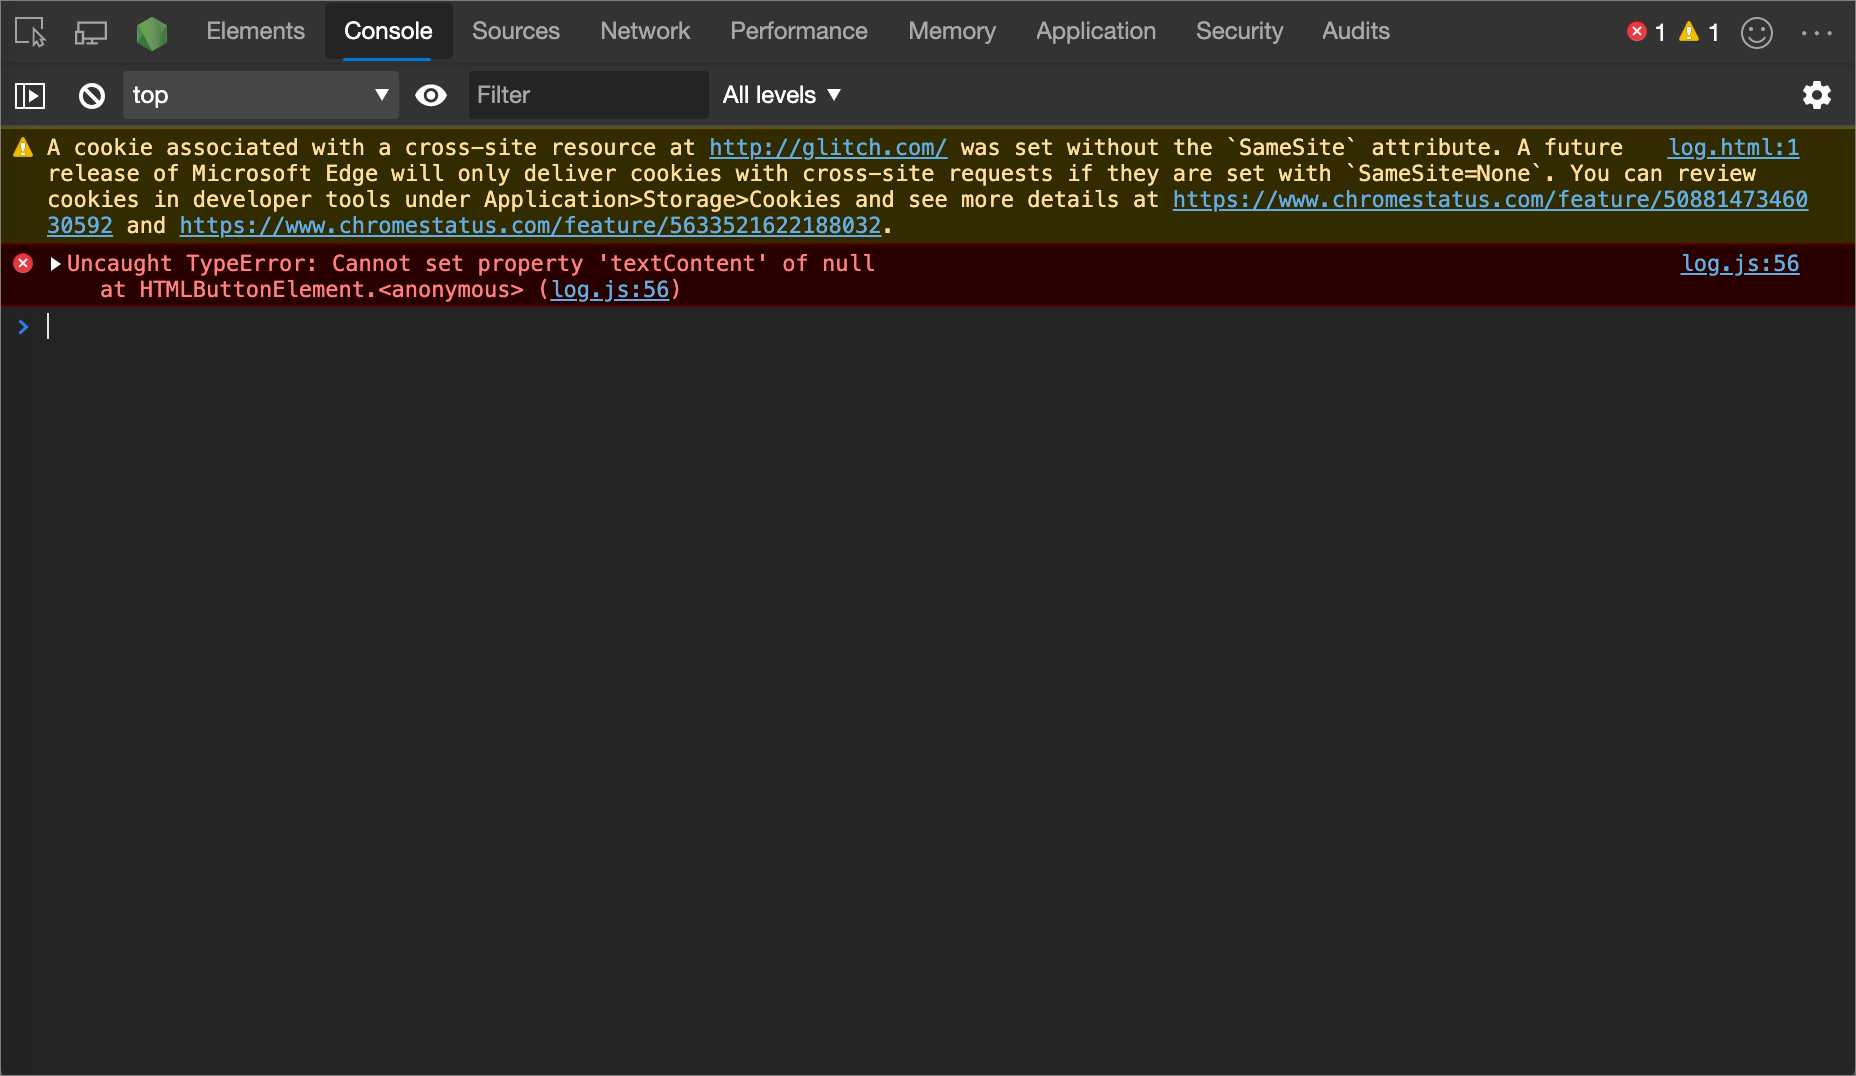 Elements Console Sources Network Performance Memory Application Security Audits 1 1
top Filter All levels
A cookie associated with a cross-site resource at http://glitch.com/ was set without the `SameSite` attribute. A future log.html:1
release of Microsoft Edge will only deliver cookies with cross-site requests if they are set with `SameSite=None`. You can review
cookies in developer tools under Application>Storage>Cookies and see more details at https://www.chromestatus.com/feature/50881473460
30592 and https://www.chromestatus.com/feature/5633521622188032.
Uncaught TypeError: Cannot set property 'textContent' of null log.js:56
at HTMLButtonElement.<anonymous> (log.js:56)